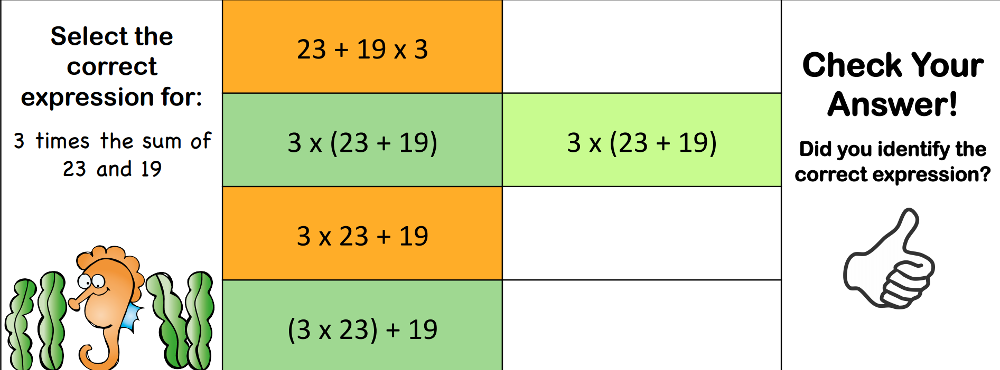 Select the
correct
expression for:
3 times the sum of
23 and 19
23 + 19 x 3
3 x (23 + 19)
3 x 23 + 19
(3 x 23) + 19
3 x (23 + 19)
Check Your
Answer!
Did you identify the
correct expression?